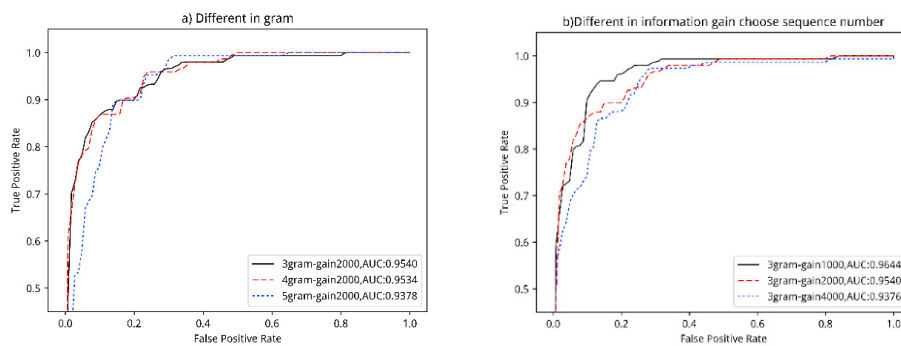 a) Different in gram
1.0
0.9
0.8
0.7
0.6
0.5
True Positive Rate
3gram-gain2000,AUC:0.9540
4gram-gain2000,AUC:0.9534
5gram-gain2000,AUC:0.9378
0.0 0.2 0.4 0.6 0.8 1.0
False Positive Rate
b)Different in information gain choose sequence number
1.0
0.9
0.8
0.7
0.6
0.5
True Positive Rate
3gram-gain1000,AUC:0.9644
3gram-gain2000,AUC:0.9540
3gram-gain4000,AUC:0.9376
0.0 0.2 0.4 0.6 0.8 1.0
False Positive Rate